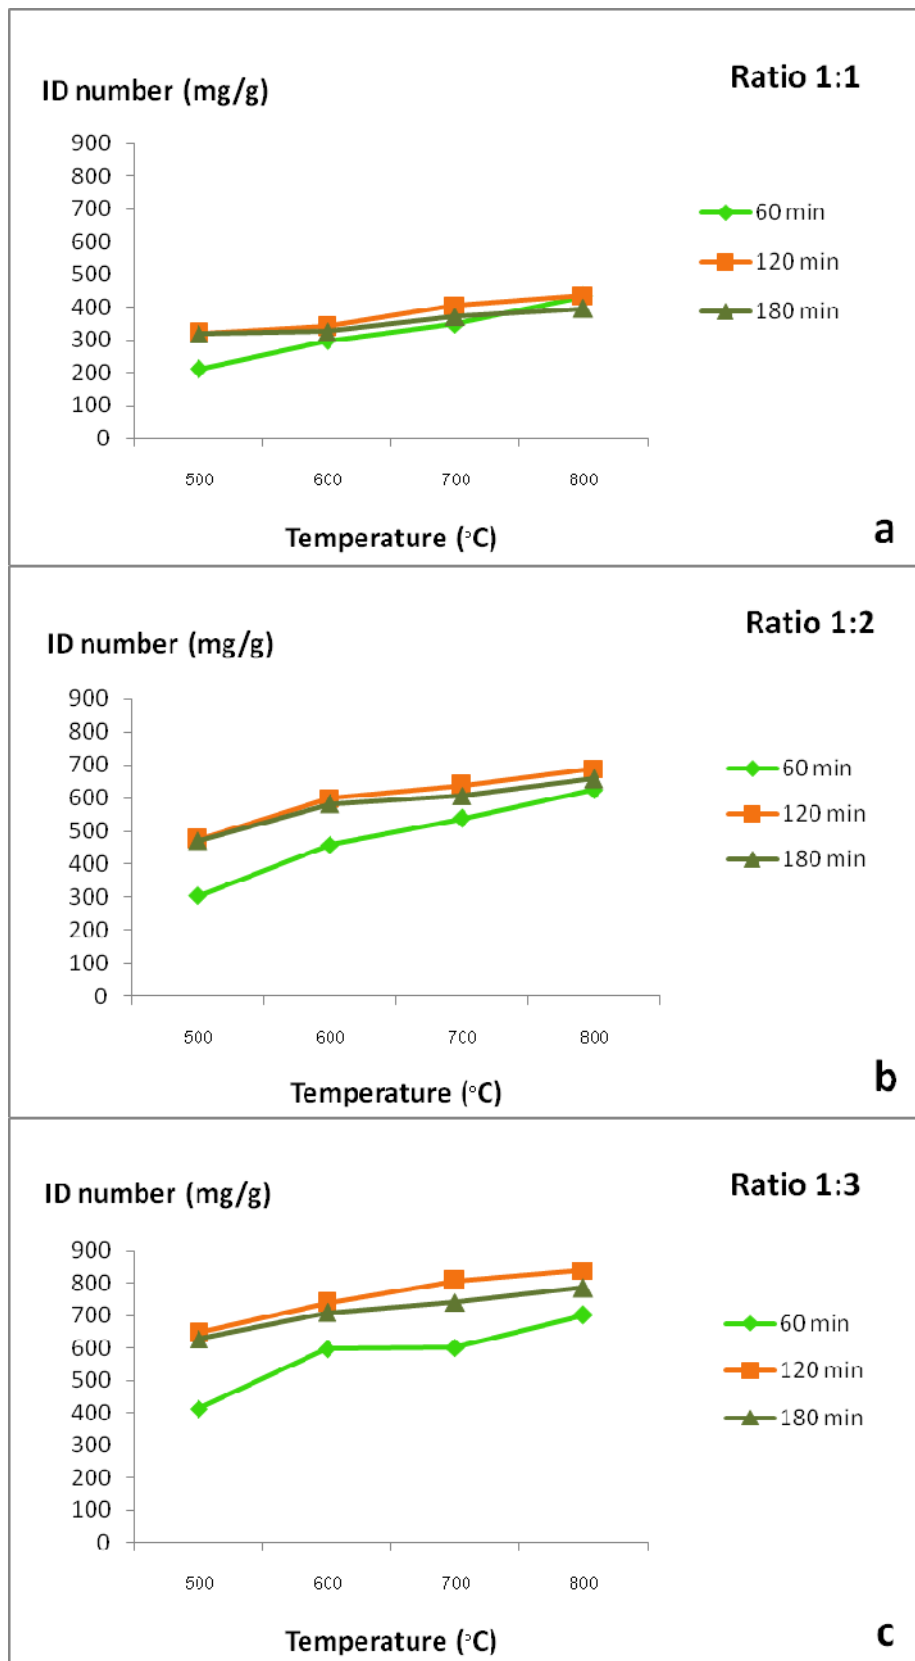 Ratio 1:1
ID number (mg/g)
900
800
700
600
500
400
300
200
100
0
60 min
120 min
180 min
500 600 700 800
Temperature (°C)
a
Ratio 1:2
ID number (mg/g)
900
800
700
600
500
400
300
200
100
0
60 min
120 min
180 min
500 600 700 800
Temperature (°C)
b
Ratio 1:3
ID number (mg/g)
900
800
700
600
500
400
300
200
100
0
60 min
120 min
180 min
500 600 700 800
Temperature (°C)
c